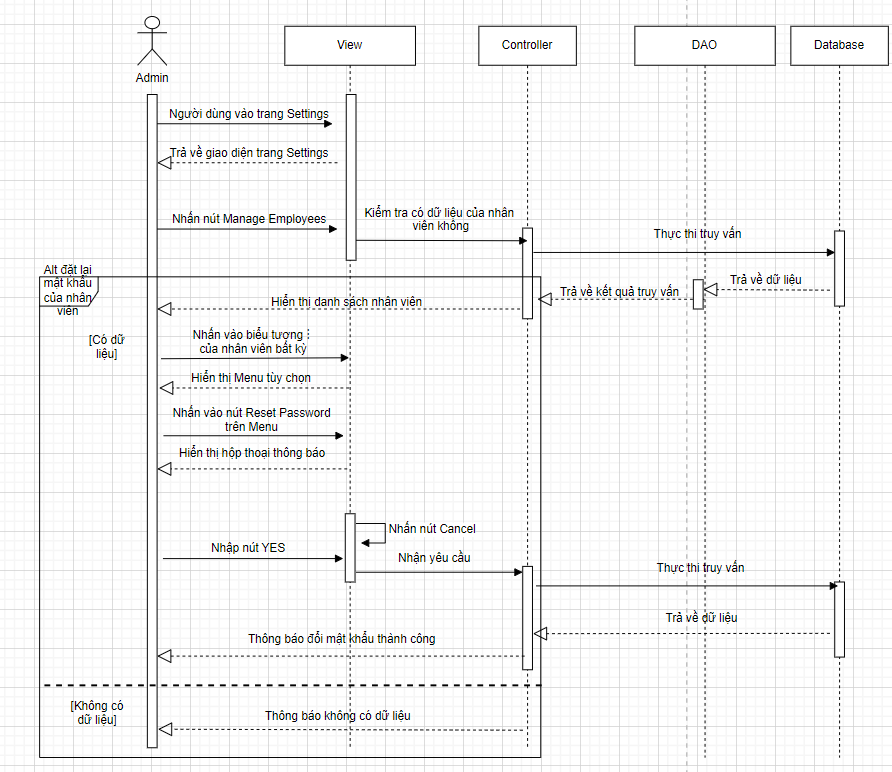 View
Controller
DAO
Database
Admin
Người dùng vào trang Settings
Trả về giao diện trang Settings
Nhấn nút Manage Employees
Kiểm tra có dữ liệu của nhân
viên không
Thực thi truy vấn
Alt đặt lại
mật khẩu
của nhân
viên
Trả về dữ liệu
Trả về kết quả truy vấn
Hiển thị danh sách nhân viên
[Có dữ
liệu]
Nhấn vào biểu tượng ⋮
của nhân viên bất kỳ
Hiển thị Menu tùy chọn
Nhấn vào nút Reset Password
trên Menu
Hiển thị hộp thoại thông báo
Nhấn nút Cancel
Nhập nút YES
Nhận yêu cầu
Thực thi truy vấn
Trả về dữ liệu
Thông báo đổi mật khẩu thành công
[Không có
dữ liệu]
Thông báo không có dữ liệu